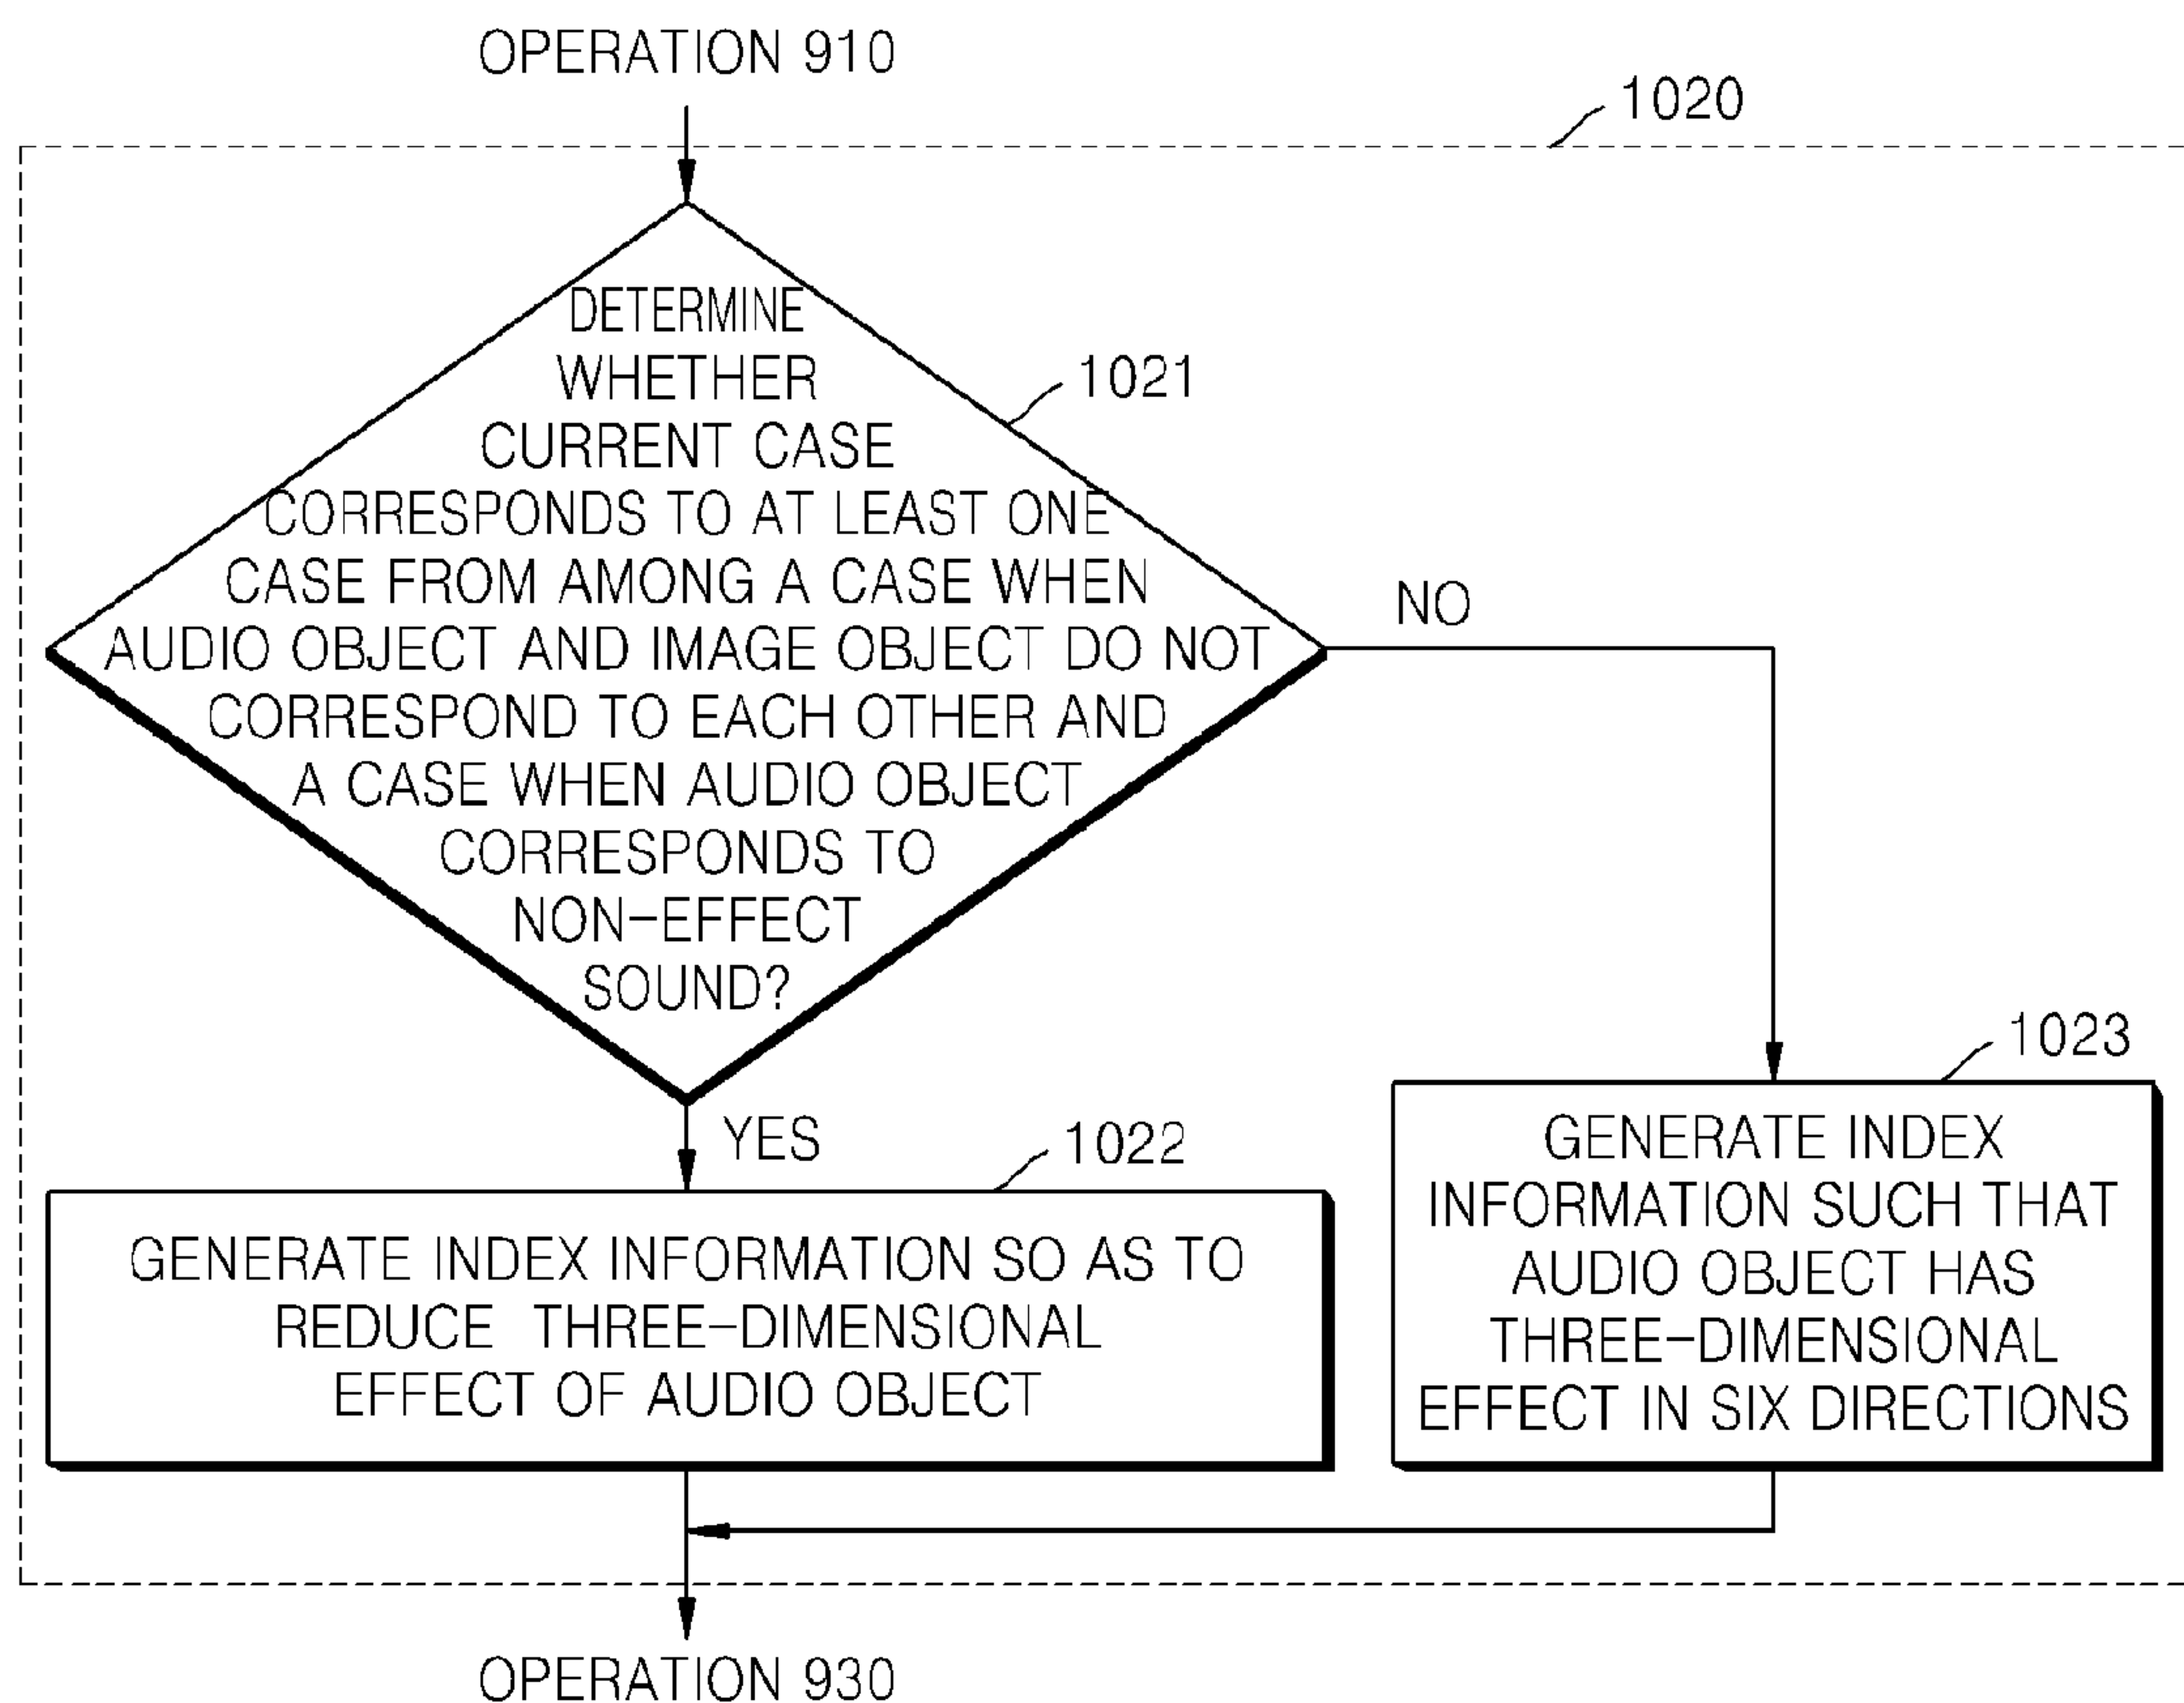 OPERATION 910
1020
DETERMINE
WHETHER
CURRENT CASE
CORRESPONDS TO AT LEAST ONE
CASE FROM AMONG A CASE WHEN
AUDIO OBJECT AND IMAGE OBJECT DO NOT
CORRESPOND TO EACH OTHER AND
A CASE WHEN AUDIO OBJECT
CORRESPONDS TO
NON-EFFECT
SOUND?
1021
NO
YES
1022
GENERATE INDEX INFORMATION SO AS TO
REDUCE THREE-DIMENSIONAL
EFFECT OF AUDIO OBJECT
1023
GENERATE INDEX
INFORMATION SUCH THAT
AUDIO OBJECT HAS
THREE-DIMENSIONAL
EFFECT IN SIX DIRECTIONS
OPERATION 930